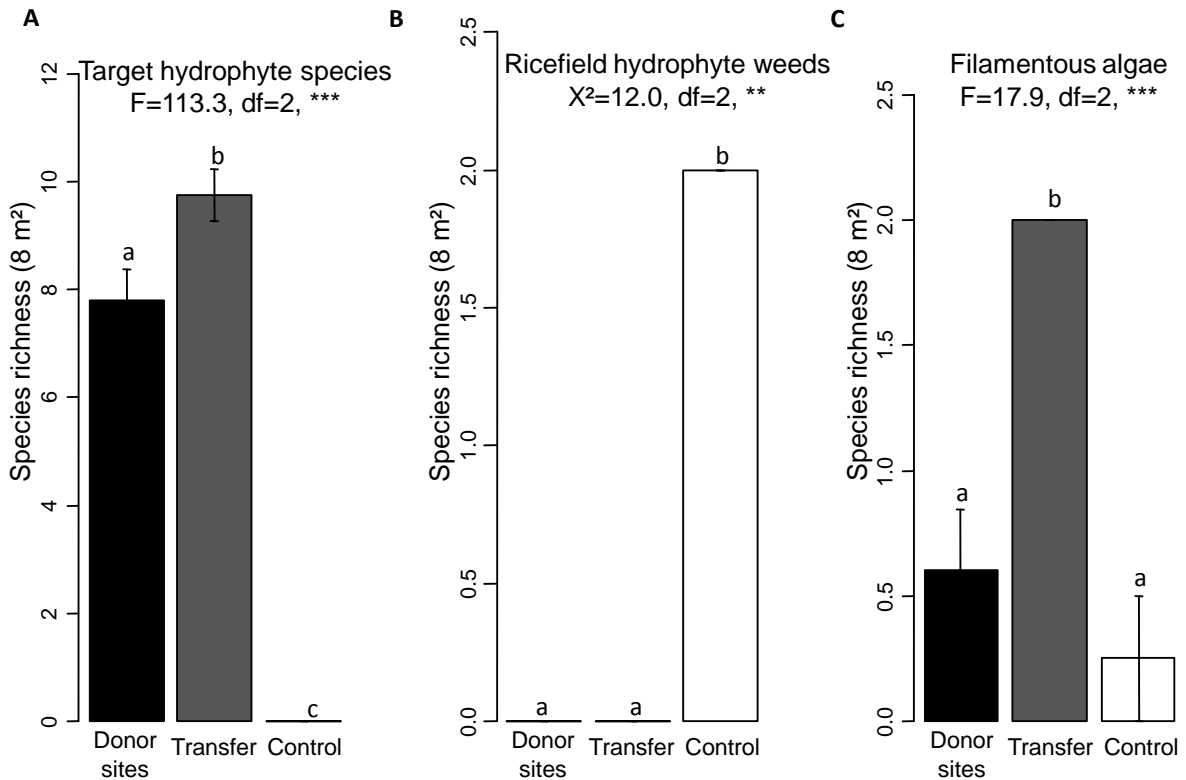 A
Target hydrophyte species
F=113.3, df=2, ***
Species richness (8 m²)
12
10
8
6
4
2
0
a
b
c
Donor
sites
Transfer
Control
B
Ricefield hydrophyte weeds
X²=12.0, df=2, **
Species richness (8 m²)
2.5
2.0
1.5
1.0
0.5
0.0
a
a
b
Donor
sites
Transfer
Control
C
Filamentous algae
F=17.9, df=2, ***
Species richness (8 m²)
2.5
2.0
1.5
1.0
0.5
0.0
a
b
a
Donor
sites
Transfer
Control